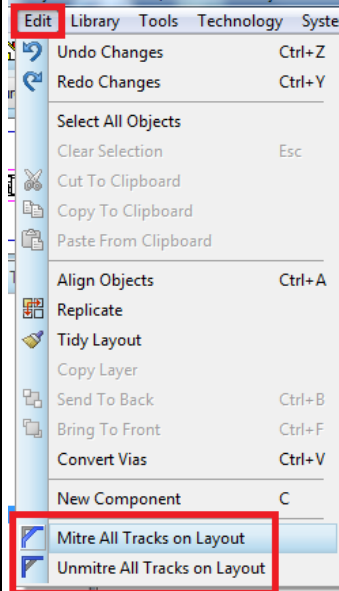 Edit Library Tools Technology Syste
Undo Changes Ctrl+Z
Redo Changes Ctrl+Y
Select All Objects
Clear Selection Esc
Cut To Clipboard
Copy To Clipboard
Paste From Clipboard
Align Objects Ctrl+A
Replicate
Tidy Layout
Copy Layer
Send To Back Ctrl+B
Bring To Front Ctrl+F
Convert Vias Ctrl+V
New Component C
Mitre All Tracks on Layout
Unmitre All Tracks on Layout